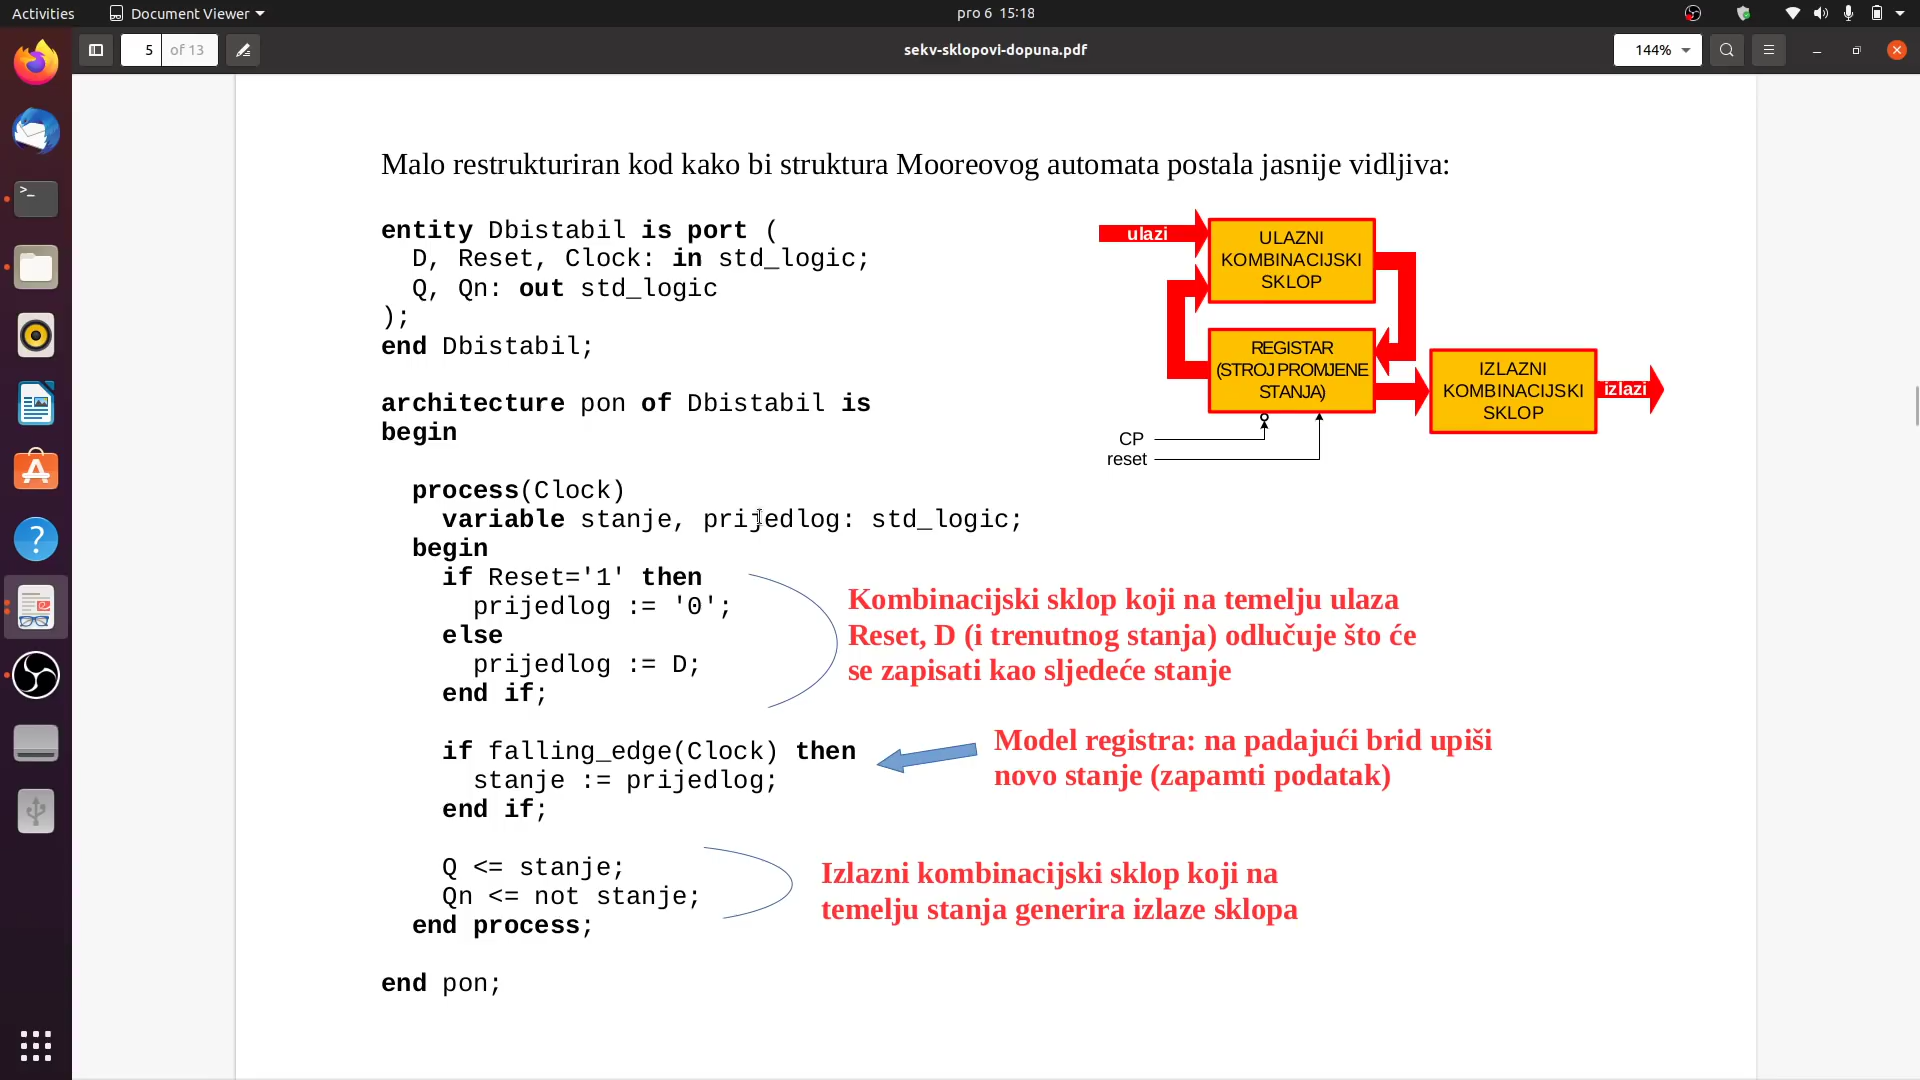 Activities
Document Viewer
pro 6 15:18
5
of 13
sekv-sklopovi-dopuna.pdf
144%
Malo restrukturiran kod kako bi struktura Mooreovog automata postala jasnije vidljiva:
entity Dbistabil is port (
D, Reset, Clock: in std_logic;
Q, Qn: out std_logic
);
end Dbistabil;
architecture pon of Dbistabil is
begin
process(Clock)
variable stanje, prijedlog: std_logic;
begin
if Reset='1' then
prijedlog := '0';
else
prijedlog := D;
end if;
if falling_edge(Clock) then
stanje := prijedlog;
end if;
Q <= stanje;
Qn <= not stanje;
end process;
end pon;
ulazi
ULAZNI
KOMBINACIJSKI
SKLOP
REGISTAR
(STROJ PROMJENE
STANJA)
IZLAZNI
KOMBINACIJSKI
SKLOP
izlazi
CP
reset
Kombinacijski sklop koji na temelju ulaza
Reset, D (i trenutnog stanja) odlučuje što će
se zapisati kao sljedeće stanje
Model registra: na padajući brid upiši
novo stanje (zapamti podatak)
Izlazni kombinacijski sklop koji na
temelju stanja generira izlaze sklopa